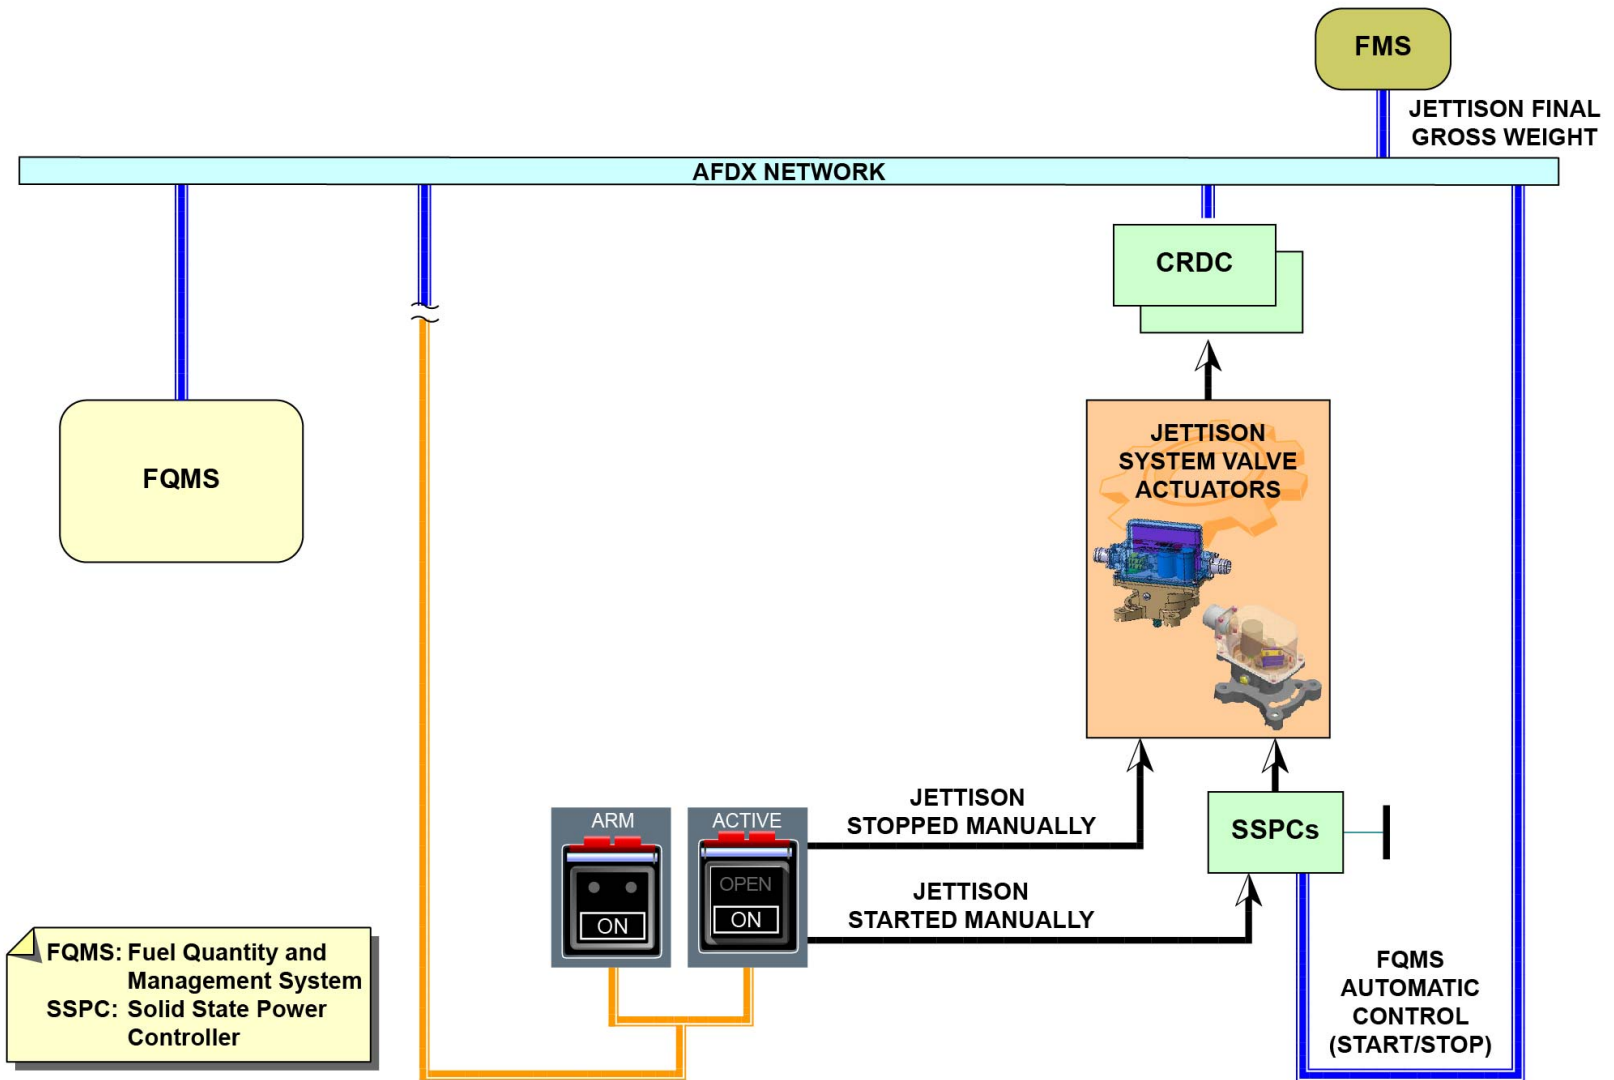 FMS
JETTISON FINAL
GROSS WEIGHT
AFDX NETWORK
CRDC
FQMS
JETTISON
SYSTEM VALVE
ACTUATORS
JETTISON
STOPPED MANUALLY
SSPCs
ARM
ON
ACTIVE
OPEN
ON
JETTISON
STARTED MANUALLY
FQMS
AUTOMATIC
CONTROL
(START/STOP)
FQMS: Fuel Quantity and
Management System
SSPC: Solid State Power
Controller